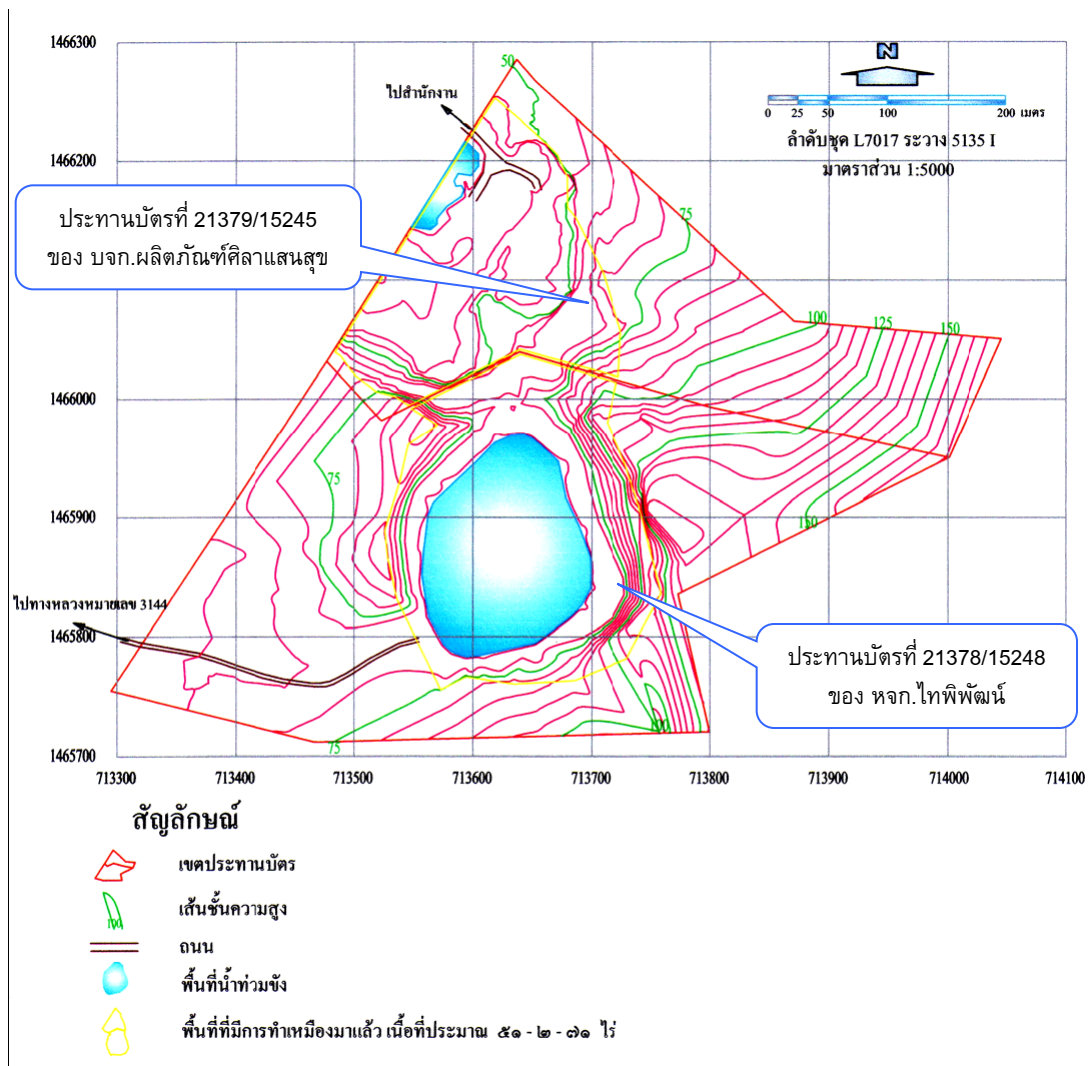 1466300
50
N
ไปสำนักงาน
0 25 50 100 200 เมตร
ลำดับชุด L7017 ระวาง 5135 I
มาตราส่วน 1:5000
1466200
ประทานบัตรที่ 21379/15245
ของ บจก.ผลิตภัณฑ์ศิลาแสนสุข
75
100
125
150
1466000
75
1465900
150
ไปทางหลวงหมายเลข 3144
1465800
ประทานบัตรที่ 21378/15248
ของ หจก.ไทพิพัฒน์
100
75
1465700
713300 713400 713500 713600 713700 713800 713900 714000 714100
สัญลักษณ์
เขตประทานบัตร
เส้นชั้นความสูง
100
ถนน
พื้นที่น้ำท่วมขัง
พื้นที่ที่มีการทำเหมืองมาแล้ว เนื้อที่ประมาณ ๕๑ - ๒ - ๗๑ ไร่